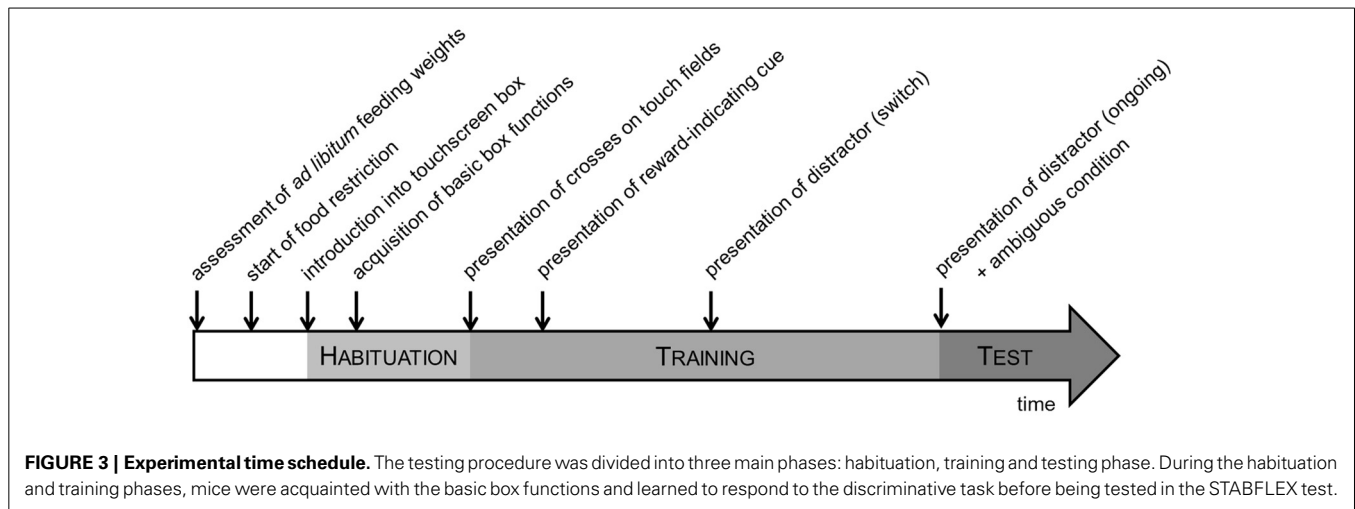 assessment of ad libitum feeding weights
start of food restriction
introduction into touchscreen box
acquisition of basic box functions
presentation of crosses on touch fields
presentation of reward-indicating cue
presentation of distractor (switch)
presentation of distractor (ongoing)
+ ambiguous condition
HABITUATION
TRAINING
TEST
time
FIGURE 3 | Experimental time schedule. The testing procedure was divided into three main phases: habituation, training and testing phase. During the habituation
and training phases, mice were acquainted with the basic box functions and learned to respond to the discriminative task before being tested in the STABFLEX test.